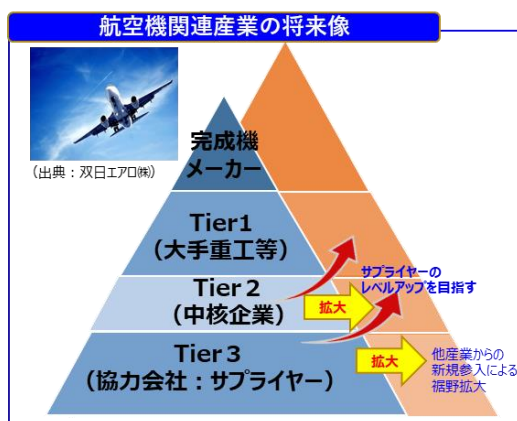 航空機関連産業の将来像
(出典：双日エアロ㈱)
完成機
メーカー
Tier1
(大手重工等)
サプライヤーの
レベルアップを目指す
Tier２
(中核企業)
拡大
Tier３
(協力会社：サプライヤー)
拡大
他産業からの
新規参入による
裾野拡大